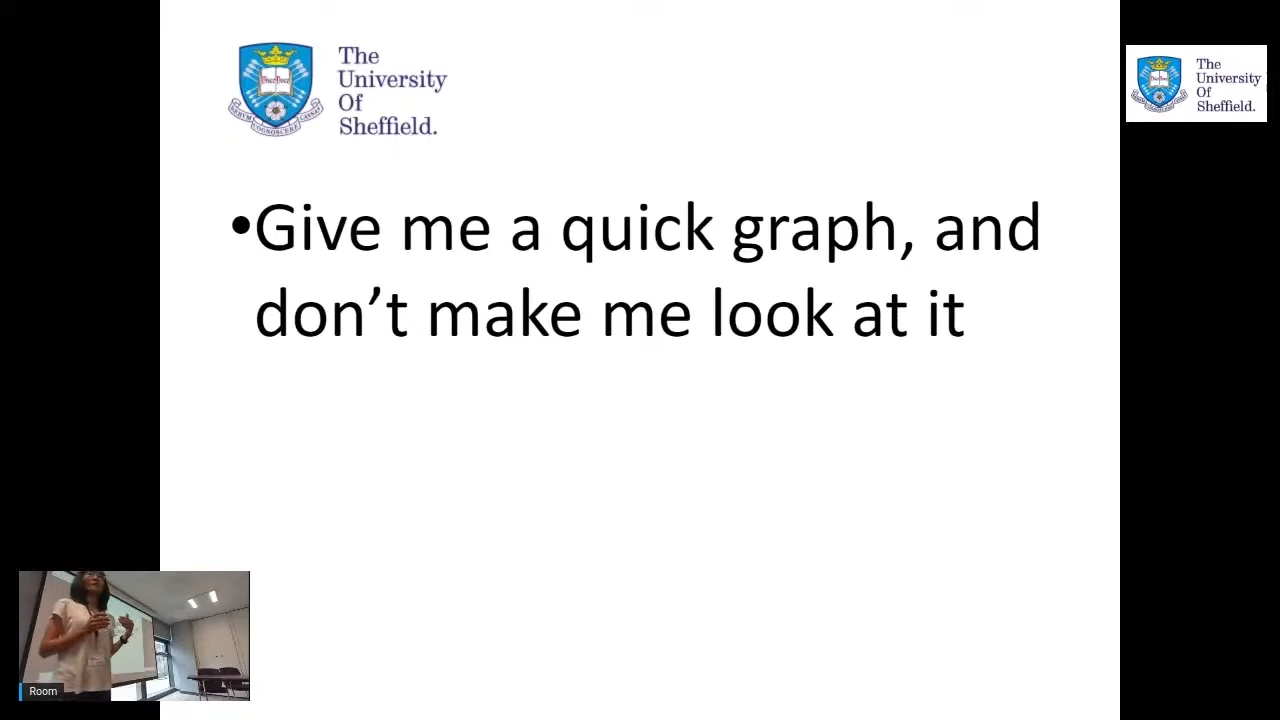 The
University
Of
Sheffield.
The
University
Of
Sheffield.
•Give me a quick graph, and
don’t make me look at it
Room